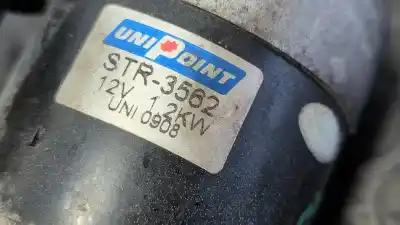 UNIPOINT
STR-3562
12V 1.2KW
UNI 0908